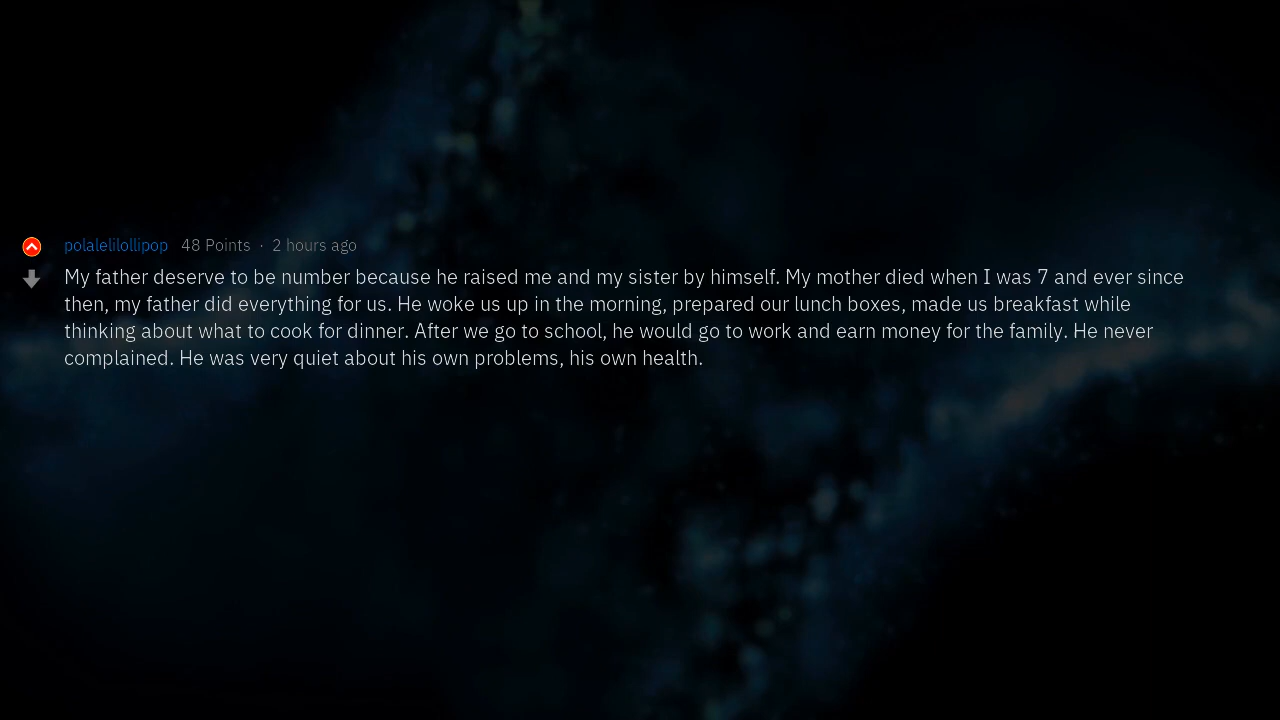 polalelilollipop 48 Points · 2 hours ago
My father deserve to be number because he raised me and my sister by himself. My mother died when I was 7 and ever since
then, my father did everything for us. He woke us up in the morning, prepared our lunch boxes, made us breakfast while
thinking about what to cook for dinner. After we go to school, he would go to work and earn money for the family. He never
complained. He was very quiet about his own problems, his own health.